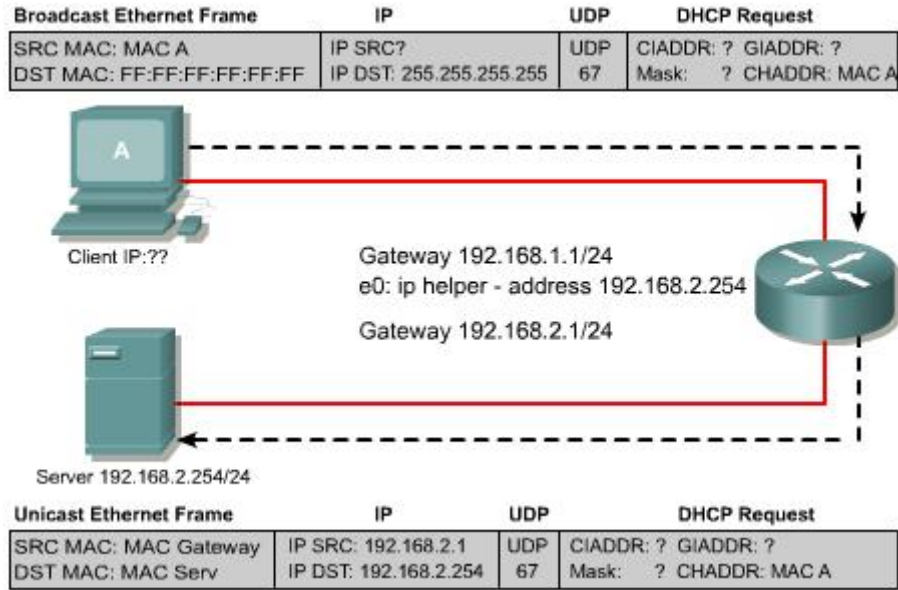 Broadcast Ethernet Frame IP UDP DHCP Request
SRC MAC: MAC A IP SRC? UDP CIADDR: ? GIADDR: ?
DST MAC: FF:FF:FF:FF:FF:FF IP DST: 255.255.255.255 67 Mask: ? CHADDR: MAC A
A
Client IP:??
Gateway 192.168.1.1/24
e0: ip helper - address 192.168.2.254
Gateway 192.168.2.1/24
Server 192.168.2.254/24
Unicast Ethernet Frame IP UDP DHCP Request
SRC MAC: MAC Gateway IP SRC: 192.168.2.1 UDP CIADDR: ? GIADDR: ?
DST MAC: MAC Serv IP DST: 192.168.2.254 67 Mask: ? CHADDR: MAC A